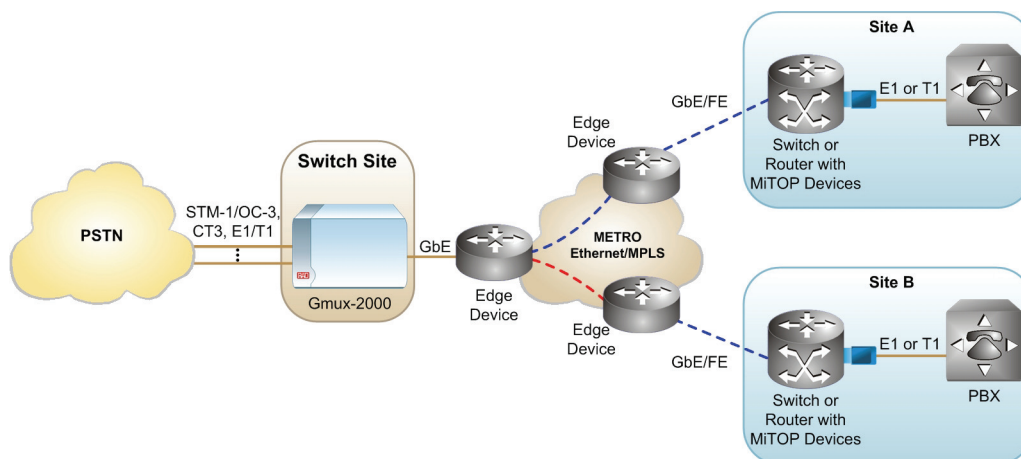 PSTN
STM-1/OC-3,
CT3, E1/T1
Switch Site
RAD
Gmux-2000
GbE
Edge
Device
METRO
Ethernet/MPLS
Edge
Device
Edge
Device
GbE/FE
GbE/FE
Site A
Switch or
Router with
MiTOP Devices
E1 or T1
PBX
Site B
Switch or
Router with
MiTOP Devices
E1 or T1
PBX